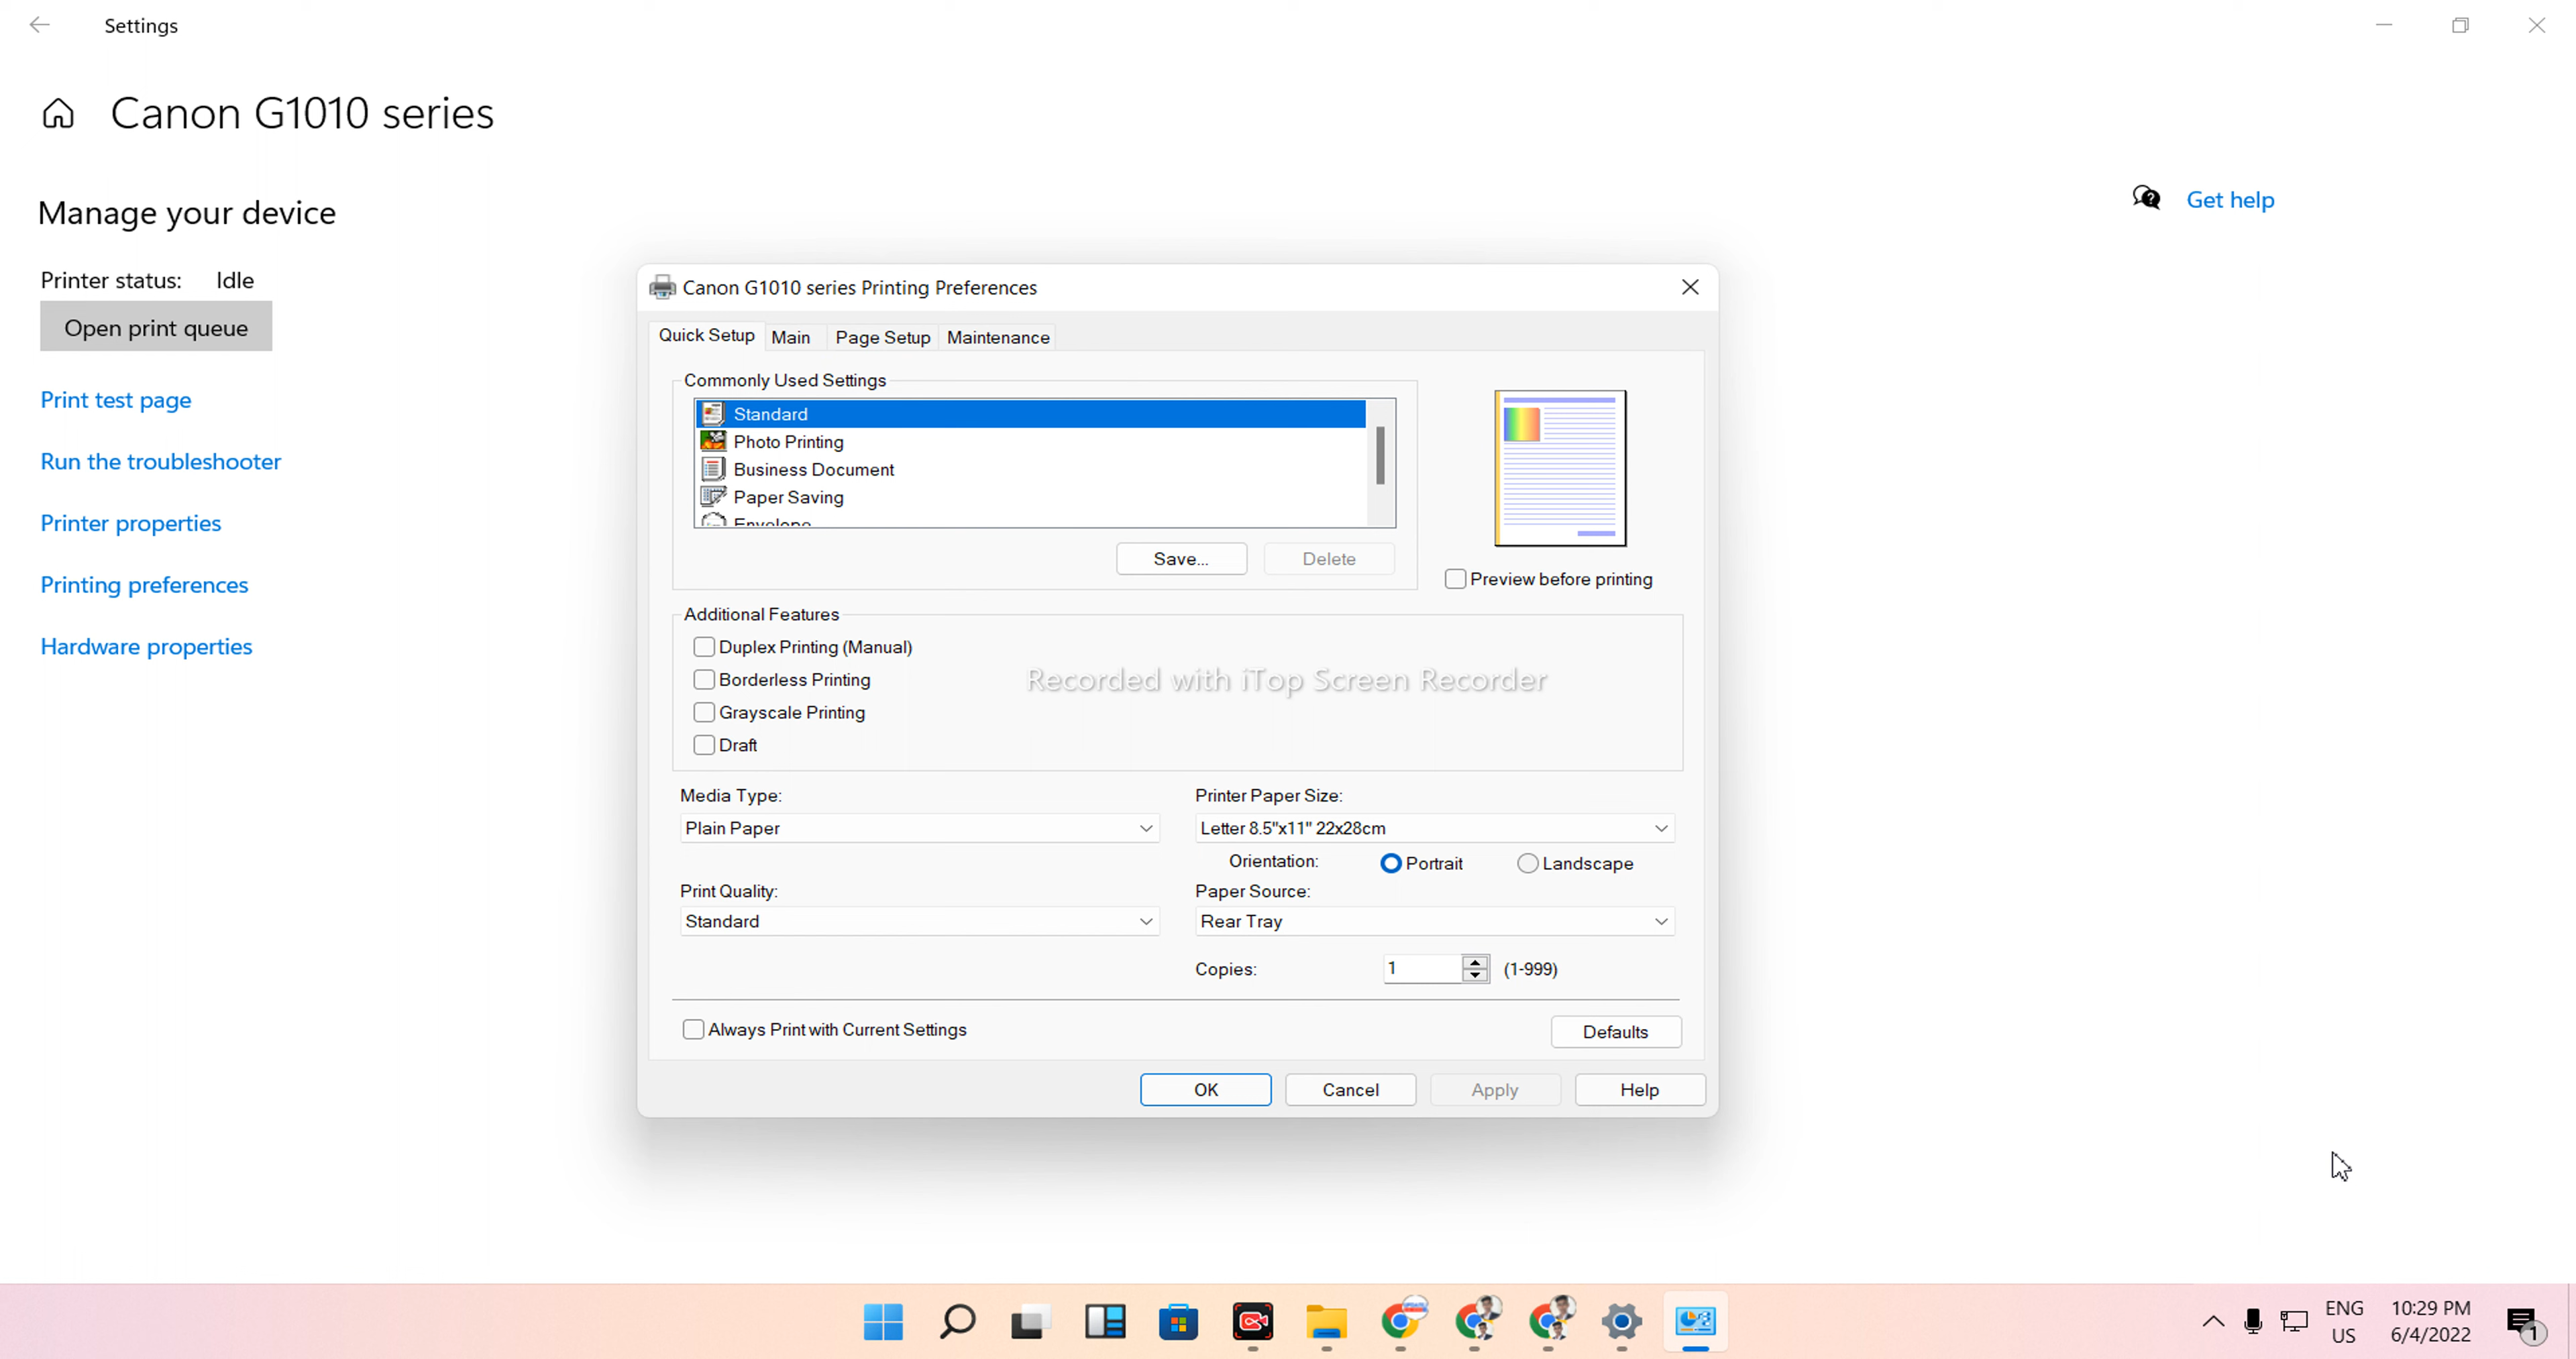 Settings
Canon G1010 series
Manage your device
Get help
Printer status: Idle
Open print queue
Print test page
Run the troubleshooter
Printer properties
Printing preferences
Hardware properties
Canon G1010 series Printing Preferences
Quick Setup Main Page Setup Maintenance
Commonly Used Settings
Standard
Photo Printing
Business Document
Paper Saving
Envelope
Save... Delete
Preview before printing
Additional Features
Duplex Printing (Manual)
Borderless Printing
Grayscale Printing
Draft
Recorded with iTop Screen Recorder
Media Type:
Plain Paper
Printer Paper Size:
Letter 8.5"x11" 22x28cm
Orientation: Portrait Landscape
Print Quality:
Standard
Paper Source:
Rear Tray
Copies: 1 (1-999)
Always Print with Current Settings
Defaults
OK Cancel Apply Help
ENG
US
10:29 PM
6/4/2022
1